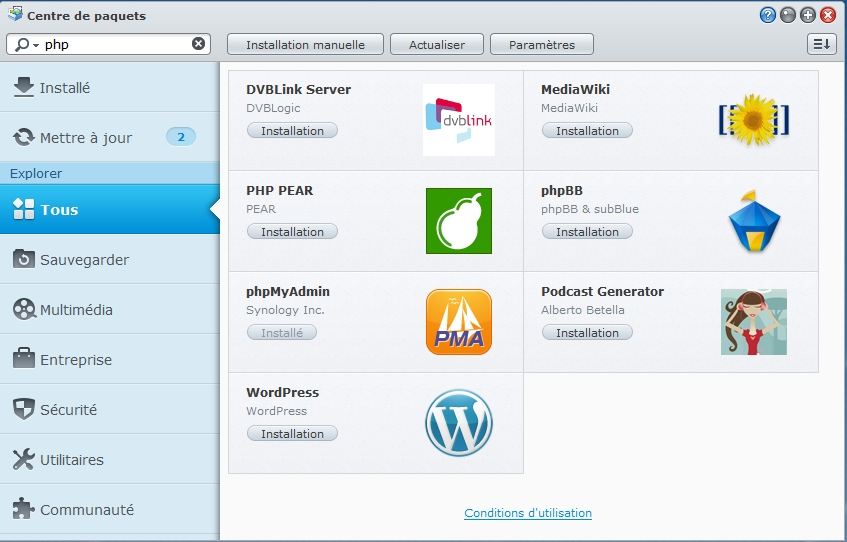 Centre de paquets
php
Installation manuelle
Actualiser
Paramètres
Installé
Mettre à jour 2
Explorer
Tous
Sauvegarder
Multimédia
Entreprise
Sécurité
Utilitaires
Communauté
DVBLink Server
DVBLogic
Installation
dvblink
MediaWiki
MediaWiki
Installation
PHP PEAR
PEAR
Installation
phpBB
phpBB & subBlue
Installation
phpMyAdmin
Synology Inc.
Installé
PMA
Podcast Generator
Alberto Betella
Installation
WordPress
WordPress
Installation
W
Conditions d'utilisation